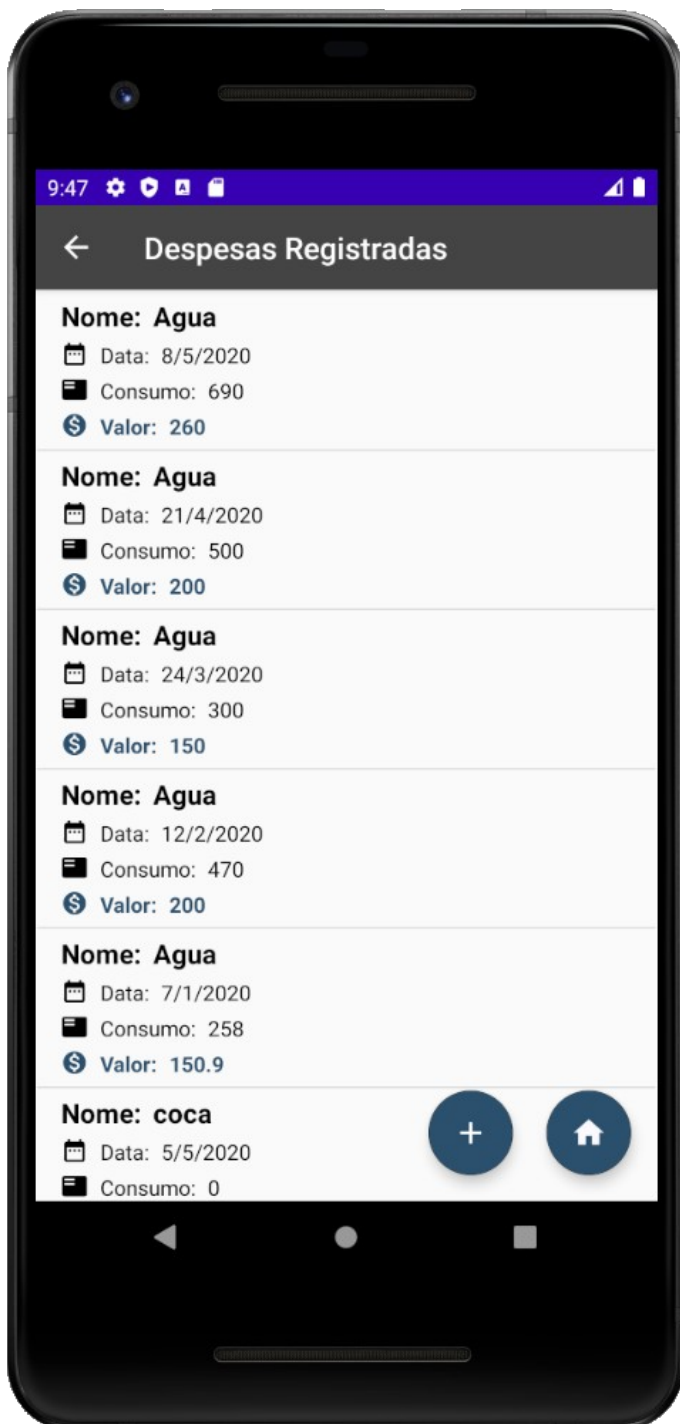 9:47
Despesas Registradas
Nome: Agua
Data: 8/5/2020
Consumo: 690
Valor: 260
Nome: Agua
Data: 21/4/2020
Consumo: 500
Valor: 200
Nome: Agua
Data: 24/3/2020
Consumo: 300
Valor: 150
Nome: Agua
Data: 12/2/2020
Consumo: 470
Valor: 200
Nome: Agua
Data: 7/1/2020
Consumo: 258
Valor: 150.9
Nome: coca
Data: 5/5/2020
Consumo: 0